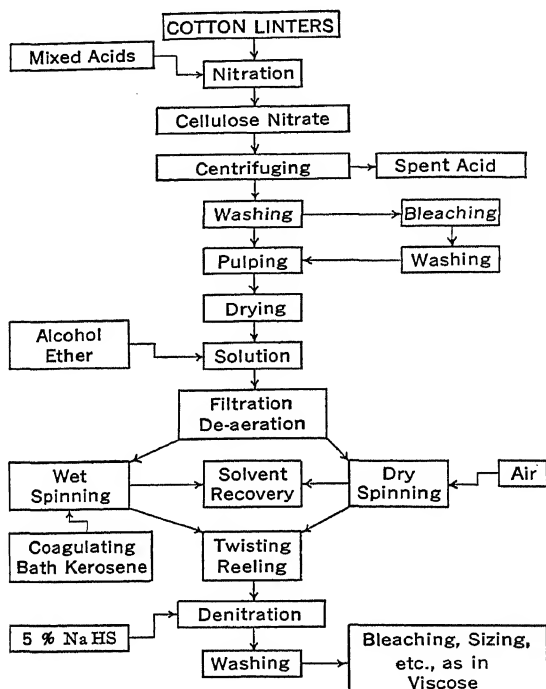 COTTON LINTERS
Mixed Acids
Nitration
Cellulose Nitrate
Centrifuging
Spent Acid
Washing
Bleaching
Pulping
Washing
Drying
Alcohol
Ether
Solution
Filtration
De-aeration
Wet
Spinning
Solvent
Recovery
Dry
Spinning
Air
Coagulating
Bath Kerosene
Twisting
Reeling
Denitration
5 % NaHS
Washing
Bleaching, Sizing,
etc., as in
Viscose